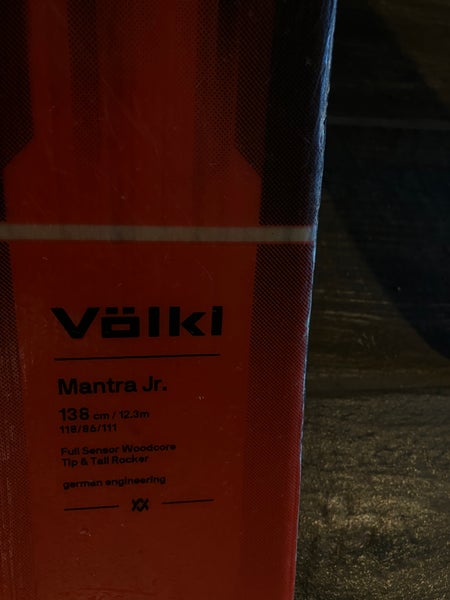 Völkl
Mantra Jr.
138 cm / 12.3m
118/86/111
Full Sensor Woodcore
Tip & Tail Rocker
german engineering